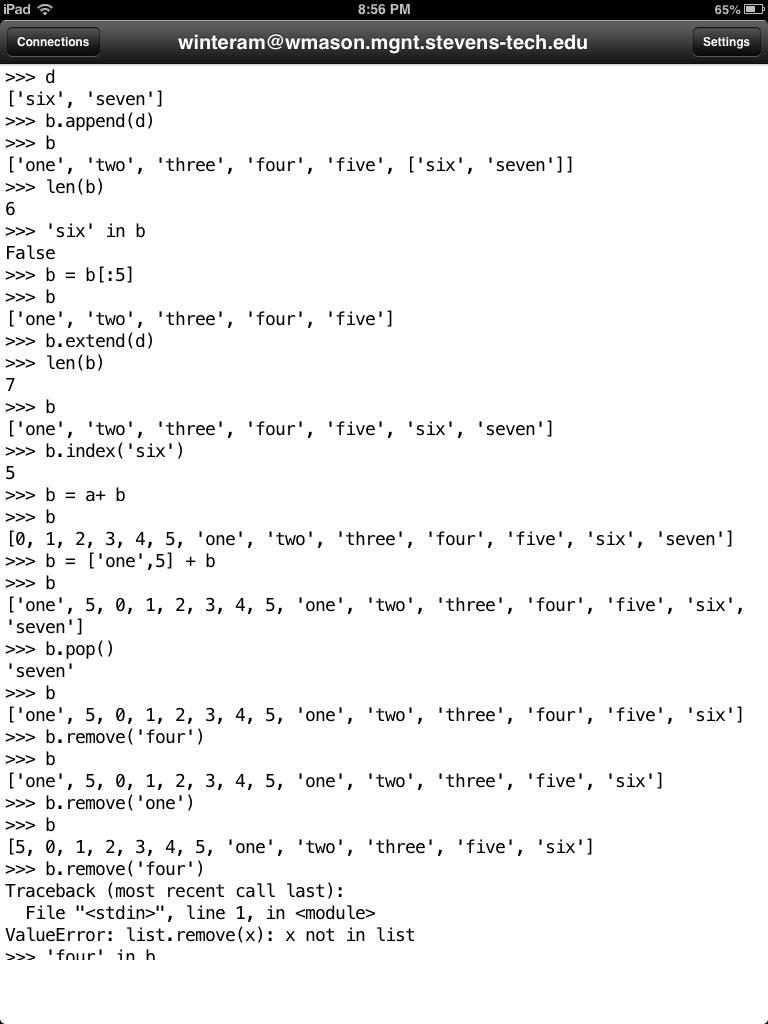 iPad 8:56 PM 65%
Connections winteram@wmason.mgnt.stevens-tech.edu Settings
>>> d
['six', 'seven']
>>> b.append(d)
>>> b
['one', 'two', 'three', 'four', 'five', ['six', 'seven']]
>>> len(b)
6
>>> 'six' in b
False
>>> b = b[:5]
>>> b
['one', 'two', 'three', 'four', 'five']
>>> b.extend(d)
>>> len(b)
7
>>> b
['one', 'two', 'three', 'four', 'five', 'six', 'seven']
>>> b.index('six')
5
>>> b = a+ b
>>> b
[0, 1, 2, 3, 4, 5, 'one', 'two', 'three', 'four', 'five', 'six', 'seven']
>>> b = ['one',5] + b
>>> b
['one', 5, 0, 1, 2, 3, 4, 5, 'one', 'two', 'three', 'four', 'five', 'six',
'seven']
>>> b.pop()
'seven'
>>> b
['one', 5, 0, 1, 2, 3, 4, 5, 'one', 'two', 'three', 'four', 'five', 'six']
>>> b.remove('four')
>>> b
['one', 5, 0, 1, 2, 3, 4, 5, 'one', 'two', 'three', 'five', 'six']
>>> b.remove('one')
>>> b
[5, 0, 1, 2, 3, 4, 5, 'one', 'two', 'three', 'five', 'six']
>>> b.remove('four')
Traceback (most recent call last):
  File "<stdin>", line 1, in <module>
ValueError: list.remove(x): x not in list
>>> 'four' in b